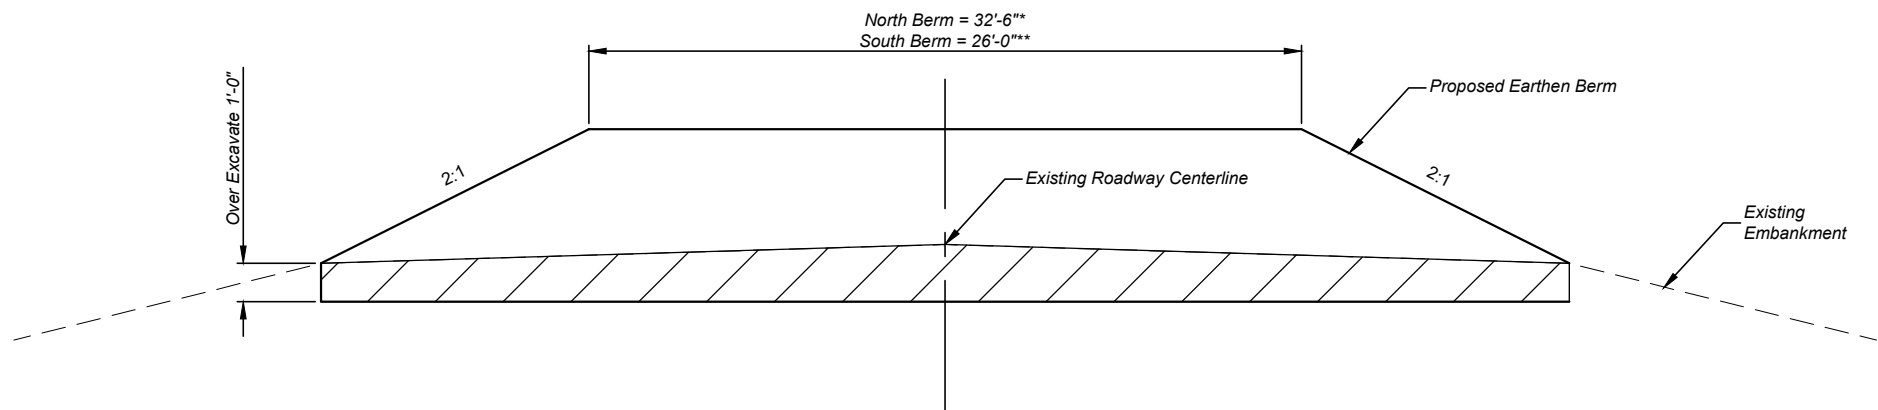 North Berm = 32'-6"*
South Berm = 26'-0"**
Over Excavate 1'-0"
Proposed Earthen Berm
2:1
Existing Roadway Centerline
2:1
Existing
Embankment